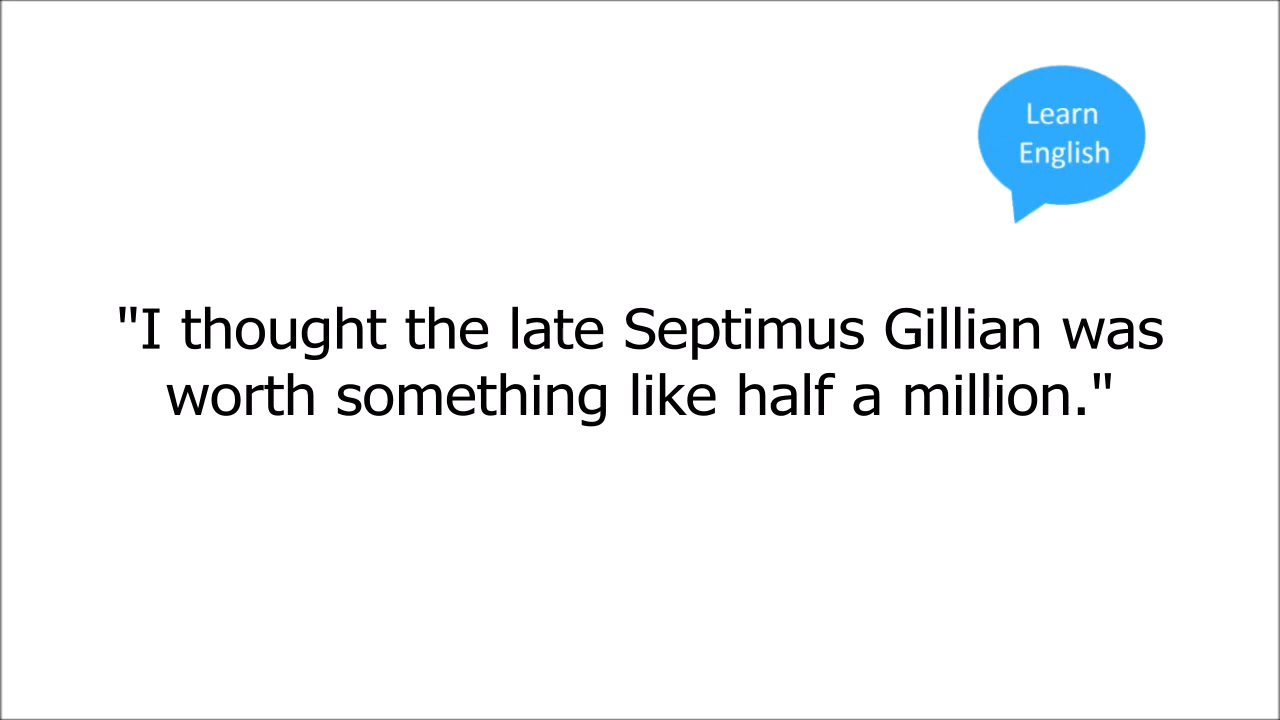 Learn
English
"I thought the late Septimus Gillian was
worth something like half a million."